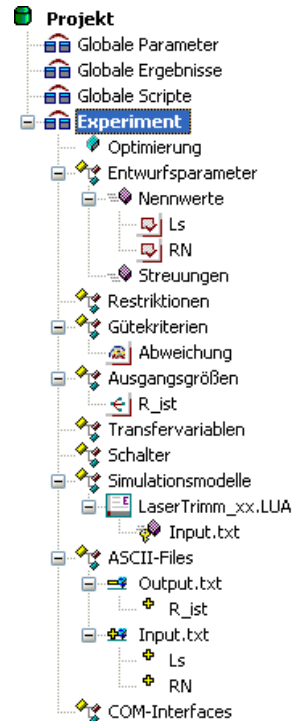 Projekt
Globale Parameter
Globale Ergebnisse
Globale Scripte
Experiment
Optimierung
Entwurfsparameter
Nennwerte
Ls
RN
Streuungen
Restriktionen
Gütekriterien
Abweichung
Ausgangsgrößen
R_ist
Transfervariablen
Schalter
Simulationsmodelle
LaserTrimm_xx.LUA
Input.txt
ASCII-Files
Output.txt
R_ist
Input.txt
Ls
RN
COM-Interfaces